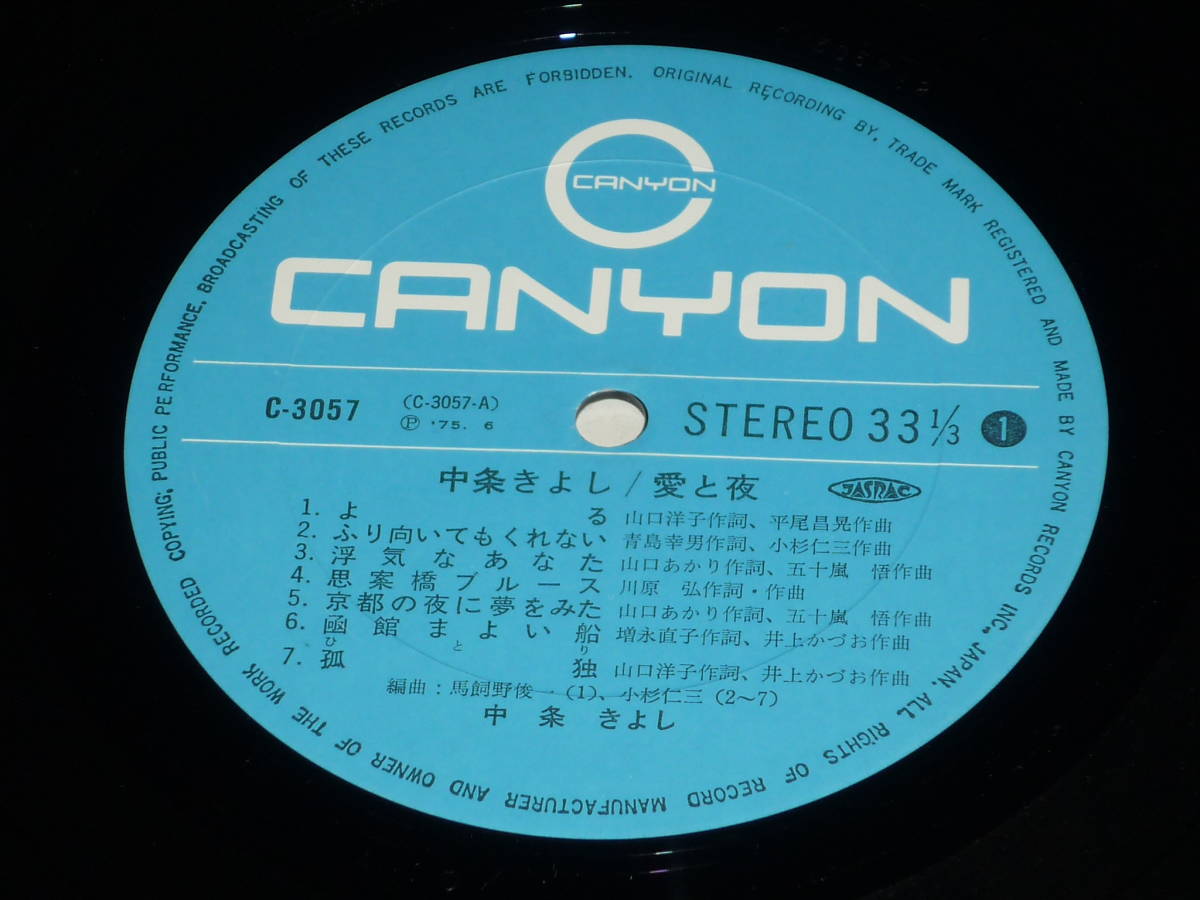 CANYON
CANYON
C-3057 (C-3057-A) STEREO 33 1/3 1
Ⓟ '75. 6
中条きよし / 愛と夜 JASRAC
1. よる 山口洋子作詞、平尾昌晃作曲
2. ふり向いてもくれない 青島幸男作詞、小杉仁三作曲
3. 浮気なあなた 山口あかり作詞、五十嵐 悟作曲
4. 思案橋ブルース 川原 弘作詞・作曲
5. 京都の夜に夢をみた 山口あかり作詞、五十嵐 悟作曲
6. 函館まよい船 増永直子作詞、井上かづお作曲
ひとり
7. 孤独 山口洋子作詞、井上かづお作曲
編曲：馬飼野俊一(1)、小杉仁三(2〜7)
中条 きよし
ORIGINAL RECORDING BY, TRADE MARK REGISTERED AND MADE BY CANYON RECORDS INC., JAPAN. ALL RIGHTS OF RECORD MANUFACTURER AND OWNER OF THE WORK RECORDED COPYING; PUBLIC PERFORMANCE, BROADCASTING OF THESE RECORDS ARE FORBIDDEN.